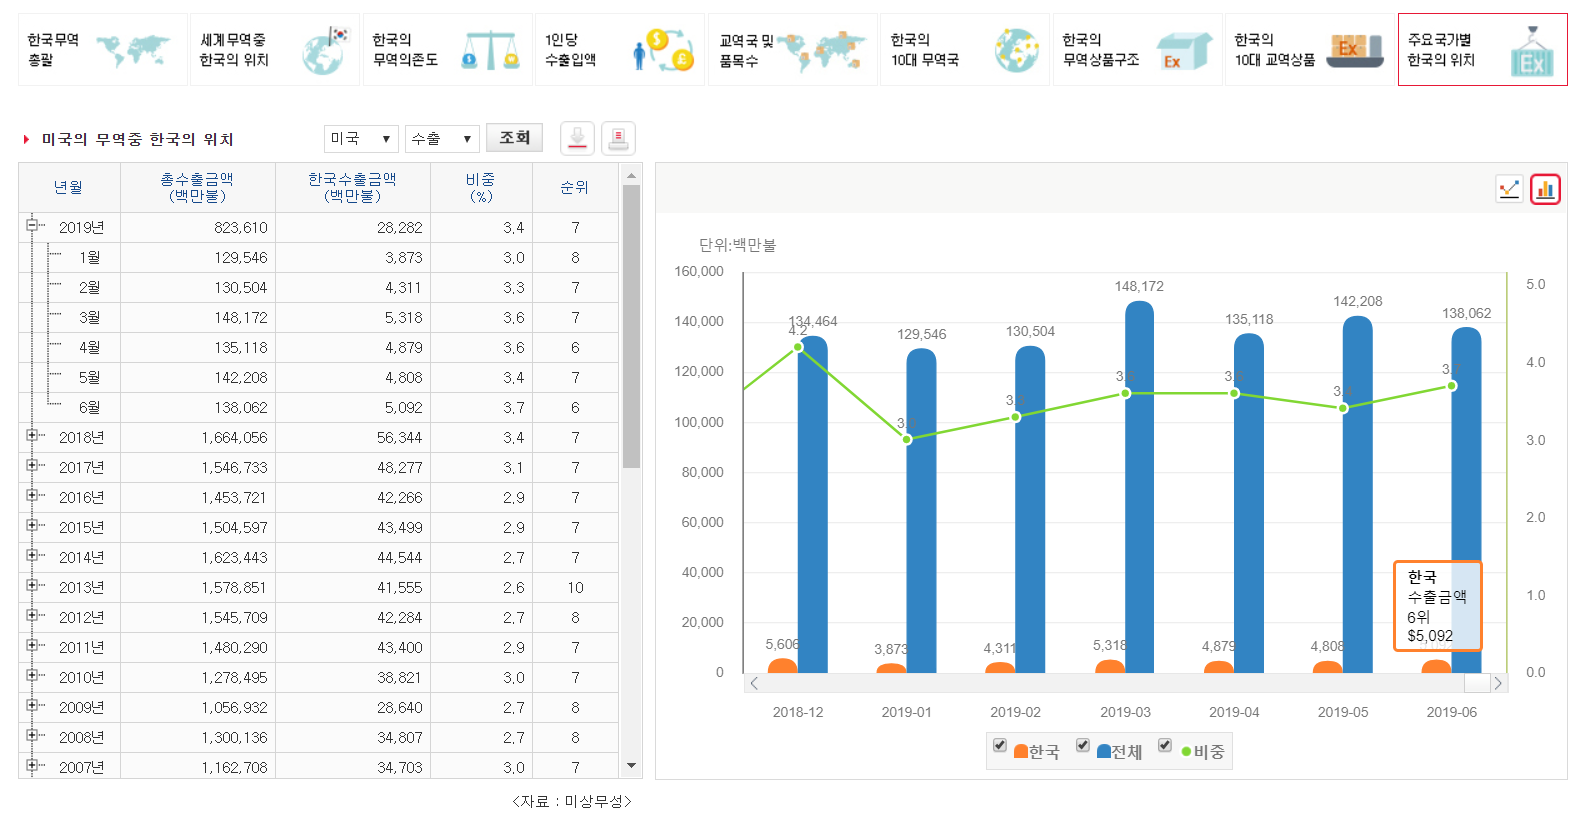 한국무역
총괄
세계무역중
한국의 위치
한국의
무역의존도
1인당
수출입액
교역국 및
품목수
한국의
10대 무역국
한국의
무역상품구조
Ex
한국의
10대 교역상품
Ex
주요국가별
한국의 위치
Ex
미국의 무역중 한국의 위치
미국 ▼ 수출 ▼ 조회
년월 총수출금액 (백만불) 한국수출금액 (백만불) 비중 (%) 순위
2019년 823,610 28,282 3.4 7
1월 129,546 3,873 3.0 8
2월 130,504 4,311 3.3 7
3월 148,172 5,318 3.6 7
4월 135,118 4,879 3.6 6
5월 142,208 4,808 3.4 7
6월 138,062 5,092 3.7 6
2018년 1,664,056 56,344 3.4 7
2017년 1,546,733 48,277 3.1 7
2016년 1,453,721 42,266 2.9 7
2015년 1,504,597 43,499 2.9 7
2014년 1,623,443 44,544 2.7 7
2013년 1,578,851 41,555 2.6 10
2012년 1,545,709 42,284 2.7 8
2011년 1,480,290 43,400 2.9 7
2010년 1,278,495 38,821 3.0 7
2009년 1,056,932 28,640 2.7 8
2008년 1,300,136 34,807 2.7 8
2007년 1,162,708 34,703 3.0 7
<자료 : 미상무성>
단위:백만불
160,000
140,000
120,000
100,000
80,000
60,000
40,000
20,000
0
5.0
4.0
3.0
2.0
1.0
0.0
134,464
129,546
130,504
148,172
135,118
142,208
138,062
4.2
5,606
3,873
4,311
5,318
4,879
4,808
한국
수출금액
6위
$5,092
2018-12 2019-01 2019-02 2019-03 2019-04 2019-05 2019-06
한국 전체 비중